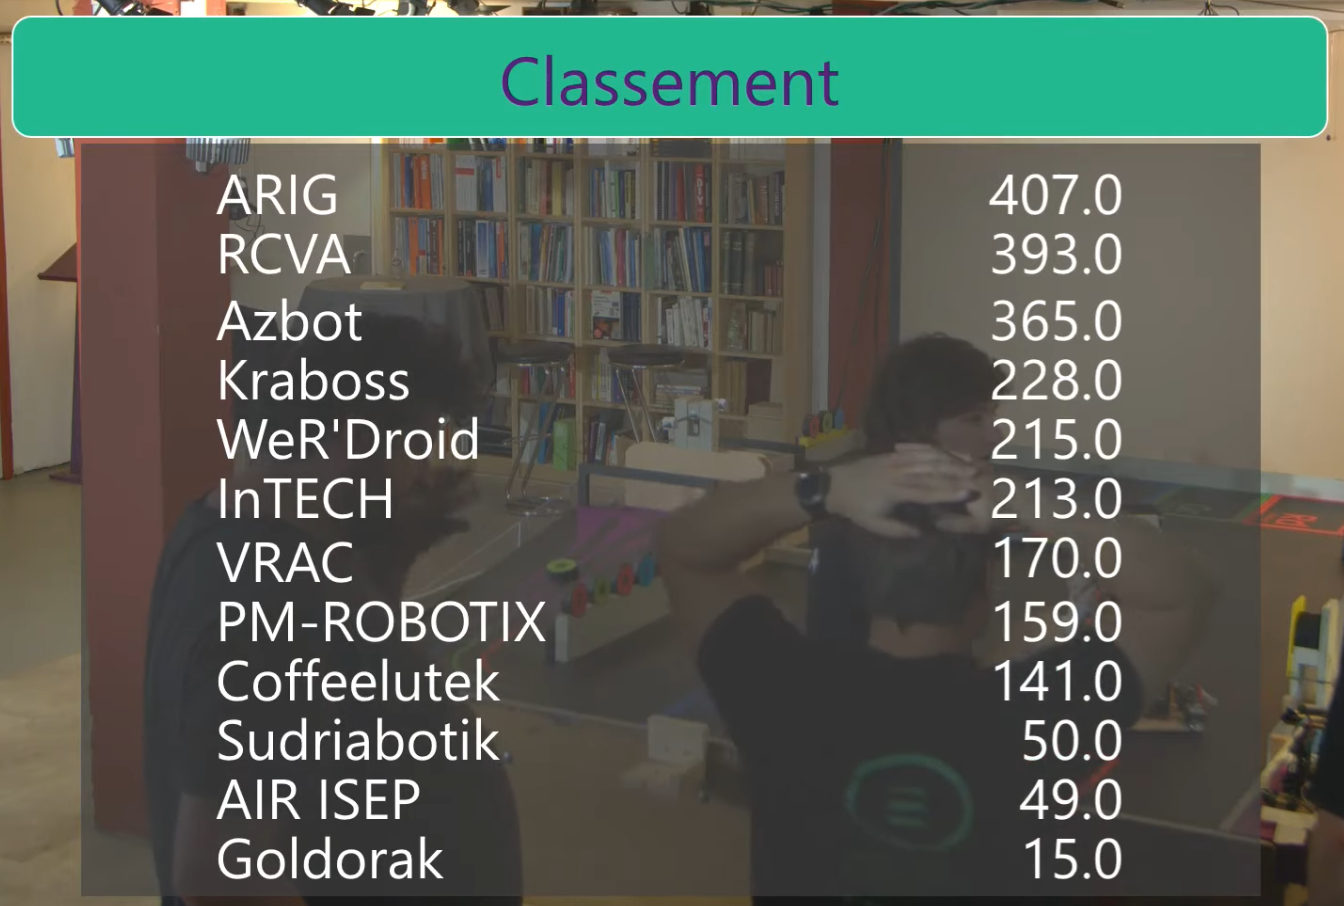 Classement
ARIG 407.0
RCVA 393.0
Azbot 365.0
Kraboss 228.0
WeR'Droid 215.0
InTECH 213.0
VRAC 170.0
PM-ROBOTIX 159.0
Coffeelutek 141.0
Sudriabotik 50.0
AIR ISEP 49.0
Goldorak 15.0